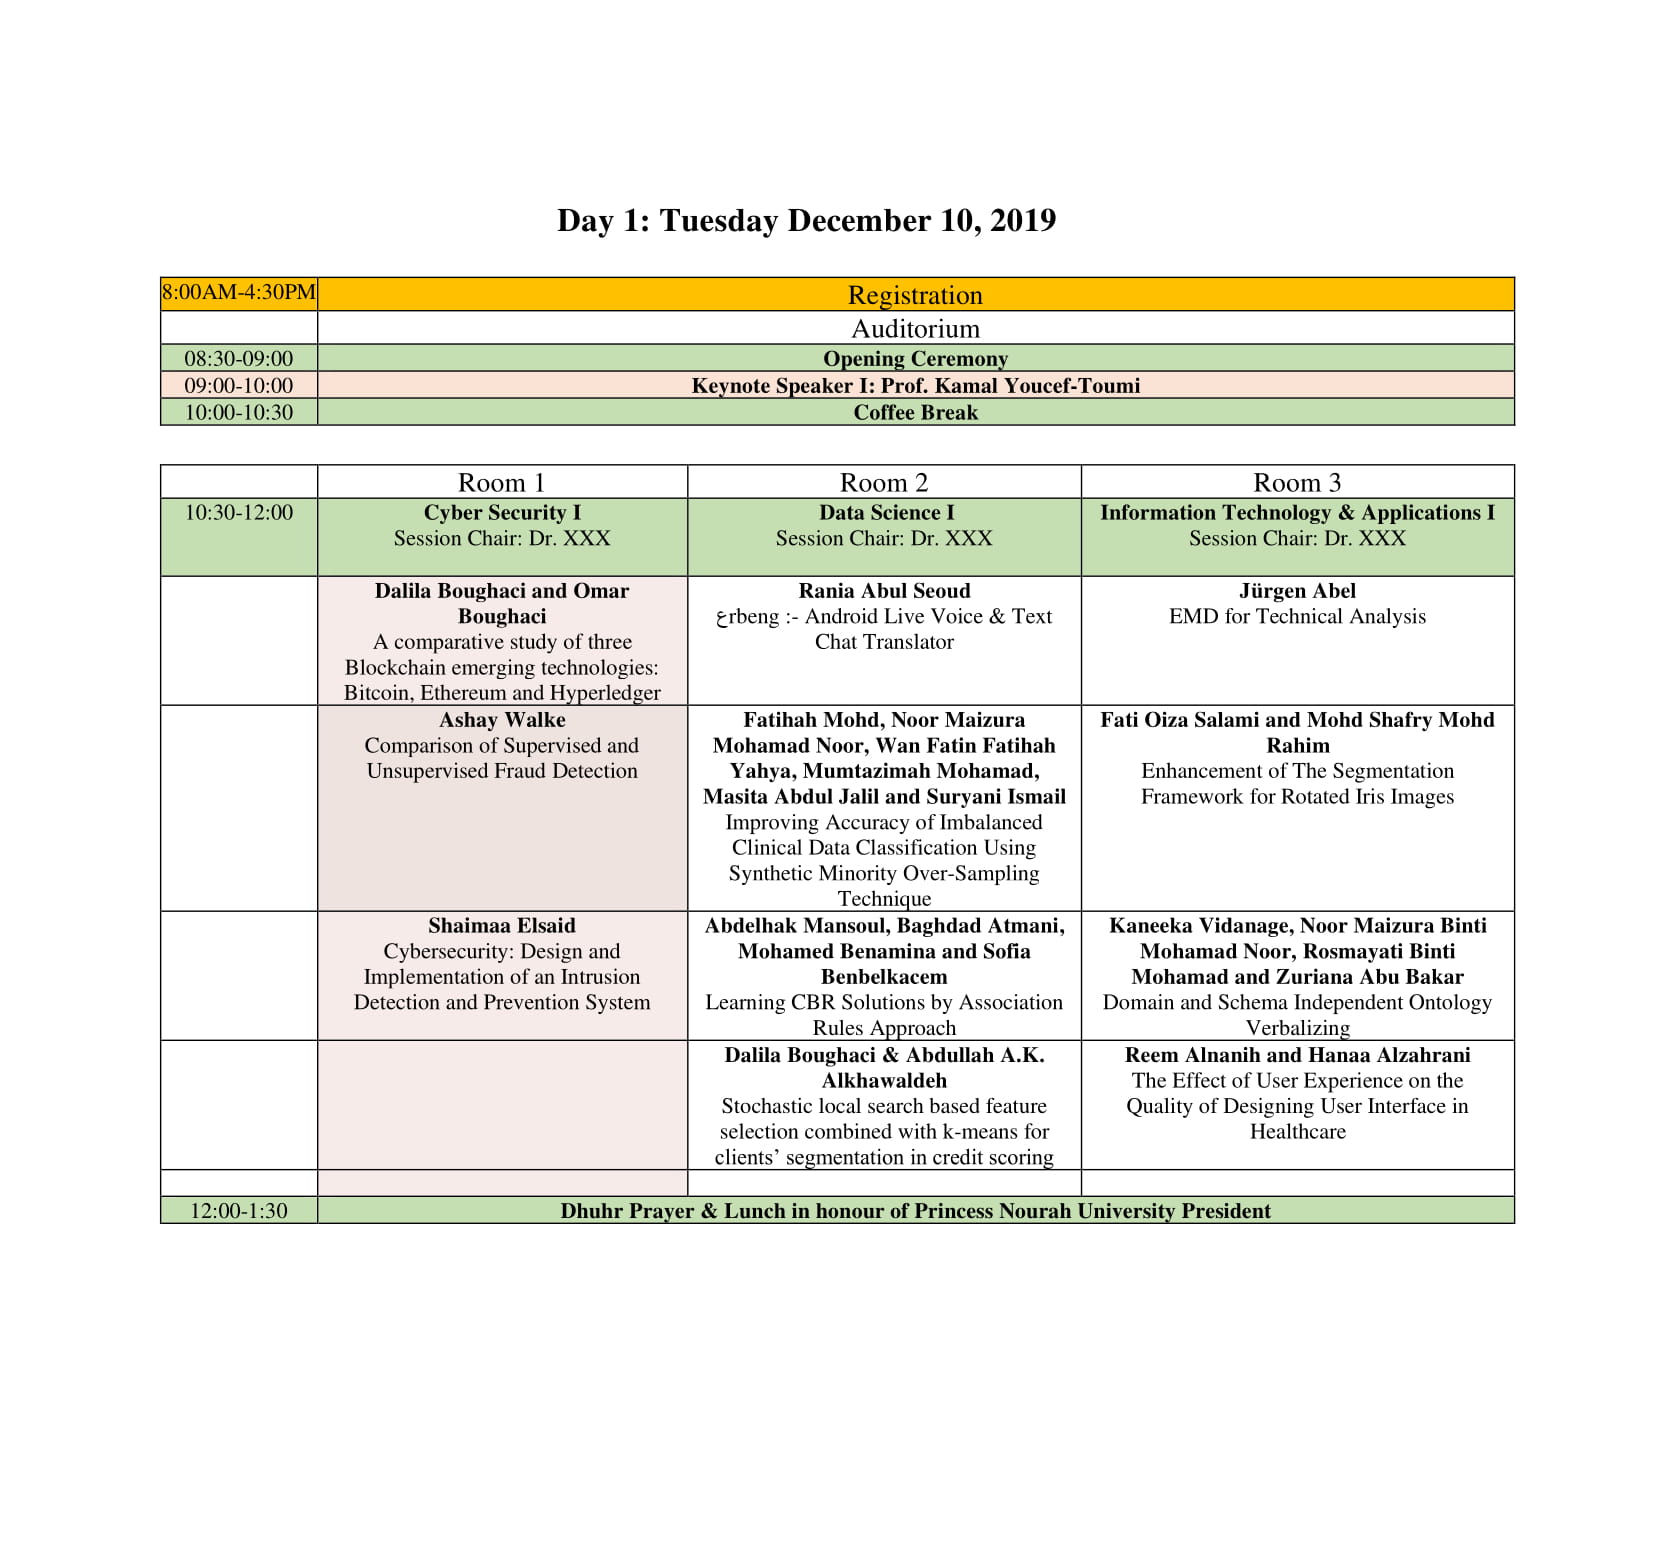 Day 1: Tuesday December 10, 2019
8:00AM-4:30PM Registration
Auditorium
08:30-09:00 Opening Ceremony
09:00-10:00 Keynote Speaker I: Prof. Kamal Youcef-Toumi
10:00-10:30 Coffee Break
Room 1 Room 2 Room 3
10:30-12:00
Cyber Security I
Session Chair: Dr. XXX
Data Science I
Session Chair: Dr. XXX
Information Technology & Applications I
Session Chair: Dr. XXX
Dalila Boughaci and Omar
Boughaci
A comparative study of three
Blockchain emerging technologies:
Bitcoin, Ethereum and Hyperledger
Rania Abul Seoud
عrbeng :- Android Live Voice & Text
Chat Translator
Jürgen Abel
EMD for Technical Analysis
Ashay Walke
Comparison of Supervised and
Unsupervised Fraud Detection
Fatihah Mohd, Noor Maizura
Mohamad Noor, Wan Fatin Fatihah
Yahya, Mumtazimah Mohamad,
Masita Abdul Jalil and Suryani Ismail
Improving Accuracy of Imbalanced
Clinical Data Classification Using
Synthetic Minority Over-Sampling
Technique
Fati Oiza Salami and Mohd Shafry Mohd
Rahim
Enhancement of The Segmentation
Framework for Rotated Iris Images
Shaimaa Elsaid
Cybersecurity: Design and
Implementation of an Intrusion
Detection and Prevention System
Abdelhak Mansoul, Baghdad Atmani,
Mohamed Benamina and Sofia
Benbelkacem
Learning CBR Solutions by Association
Rules Approach
Kaneeka Vidanage, Noor Maizura Binti
Mohamad Noor, Rosmayati Binti
Mohamad and Zuriana Abu Bakar
Domain and Schema Independent Ontology
Verbalizing
Dalila Boughaci & Abdullah A.K.
Alkhawaldeh
Stochastic local search based feature
selection combined with k-means for
clients’ segmentation in credit scoring
Reem Alnanih and Hanaa Alzahrani
The Effect of User Experience on the
Quality of Designing User Interface in
Healthcare
12:00-1:30 Dhuhr Prayer & Lunch in honour of Princess Nourah University President